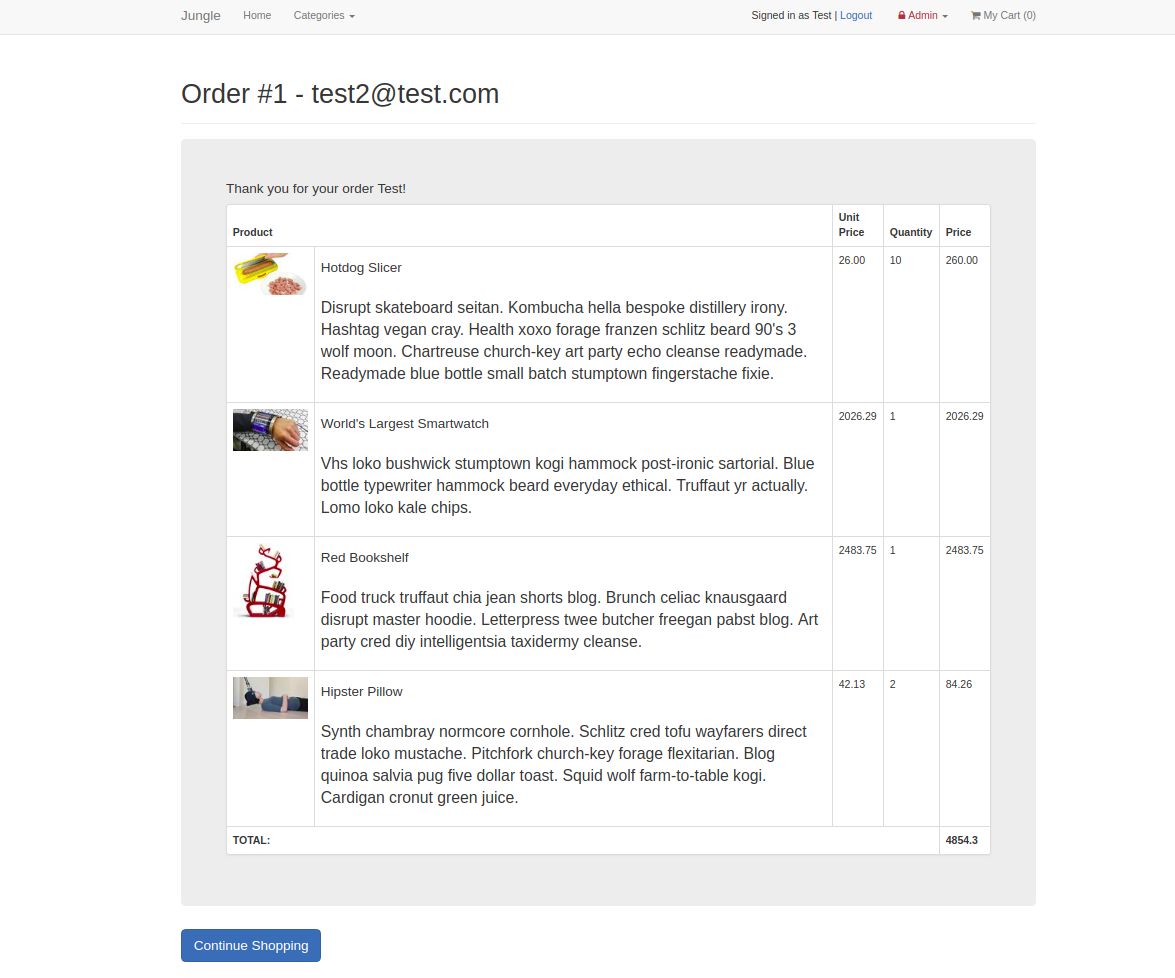 Jungle Home Categories Signed in as Test | Logout Admin My Cart (0)
Order #1 - test2@test.com
Thank you for your order Test!
Product Unit Price Quantity Price
Hotdog Slicer 26.00 10 260.00
Disrupt skateboard seitan. Kombucha hella bespoke distillery irony.
Hashtag vegan cray. Health xoxo forage franzen schlitz beard 90's 3
wolf moon. Chartreuse church-key art party echo cleanse readymade.
Readymade blue bottle small batch stumptown fingerstache fixie.
World's Largest Smartwatch 2026.29 1 2026.29
Vhs loko bushwick stumptown kogi hammock post-ironic sartorial. Blue
bottle typewriter hammock beard everyday ethical. Truffaut yr actually.
Lomo loko kale chips.
Red Bookshelf 2483.75 1 2483.75
Food truck truffaut chia jean shorts blog. Brunch celiac knausgaard
disrupt master hoodie. Letterpress twee butcher freegan pabst blog. Art
party cred diy intelligentsia taxidermy cleanse.
Hipster Pillow 42.13 2 84.26
Synth chambray normcore cornhole. Schlitz cred tofu wayfarers direct
trade loko mustache. Pitchfork church-key forage flexitarian. Blog
quinoa salvia pug five dollar toast. Squid wolf farm-to-table kogi.
Cardigan cronut green juice.
TOTAL: 4854.3
Continue Shopping